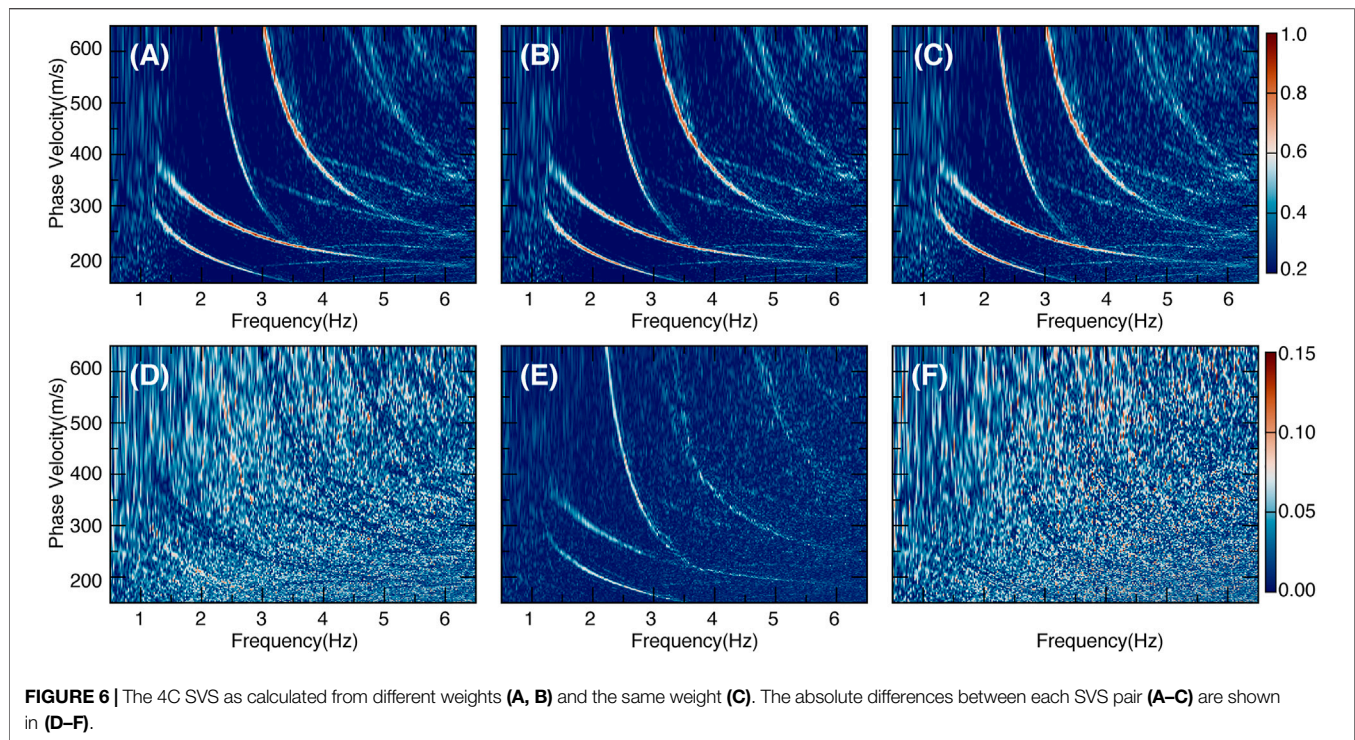 (A)
(B)
(C)
600
500
400
300
200
Phase Velocity(m/s)
1 2 3 4 5 6
1 2 3 4 5 6
1 2 3 4 5 6
Frequency(Hz)
Frequency(Hz)
Frequency(Hz)
1.0
0.8
0.6
0.4
0.2
(D)
(E)
(F)
600
500
400
300
200
Phase Velocity(m/s)
1 2 3 4 5 6
1 2 3 4 5 6
Frequency(Hz)
Frequency(Hz)
Frequency(Hz)
0.15
0.10
0.05
0.00
FIGURE 6 | The 4C SVS as calculated from different weights (A, B) and the same weight (C). The absolute differences between each SVS pair (A–C) are shown
in (D–F).